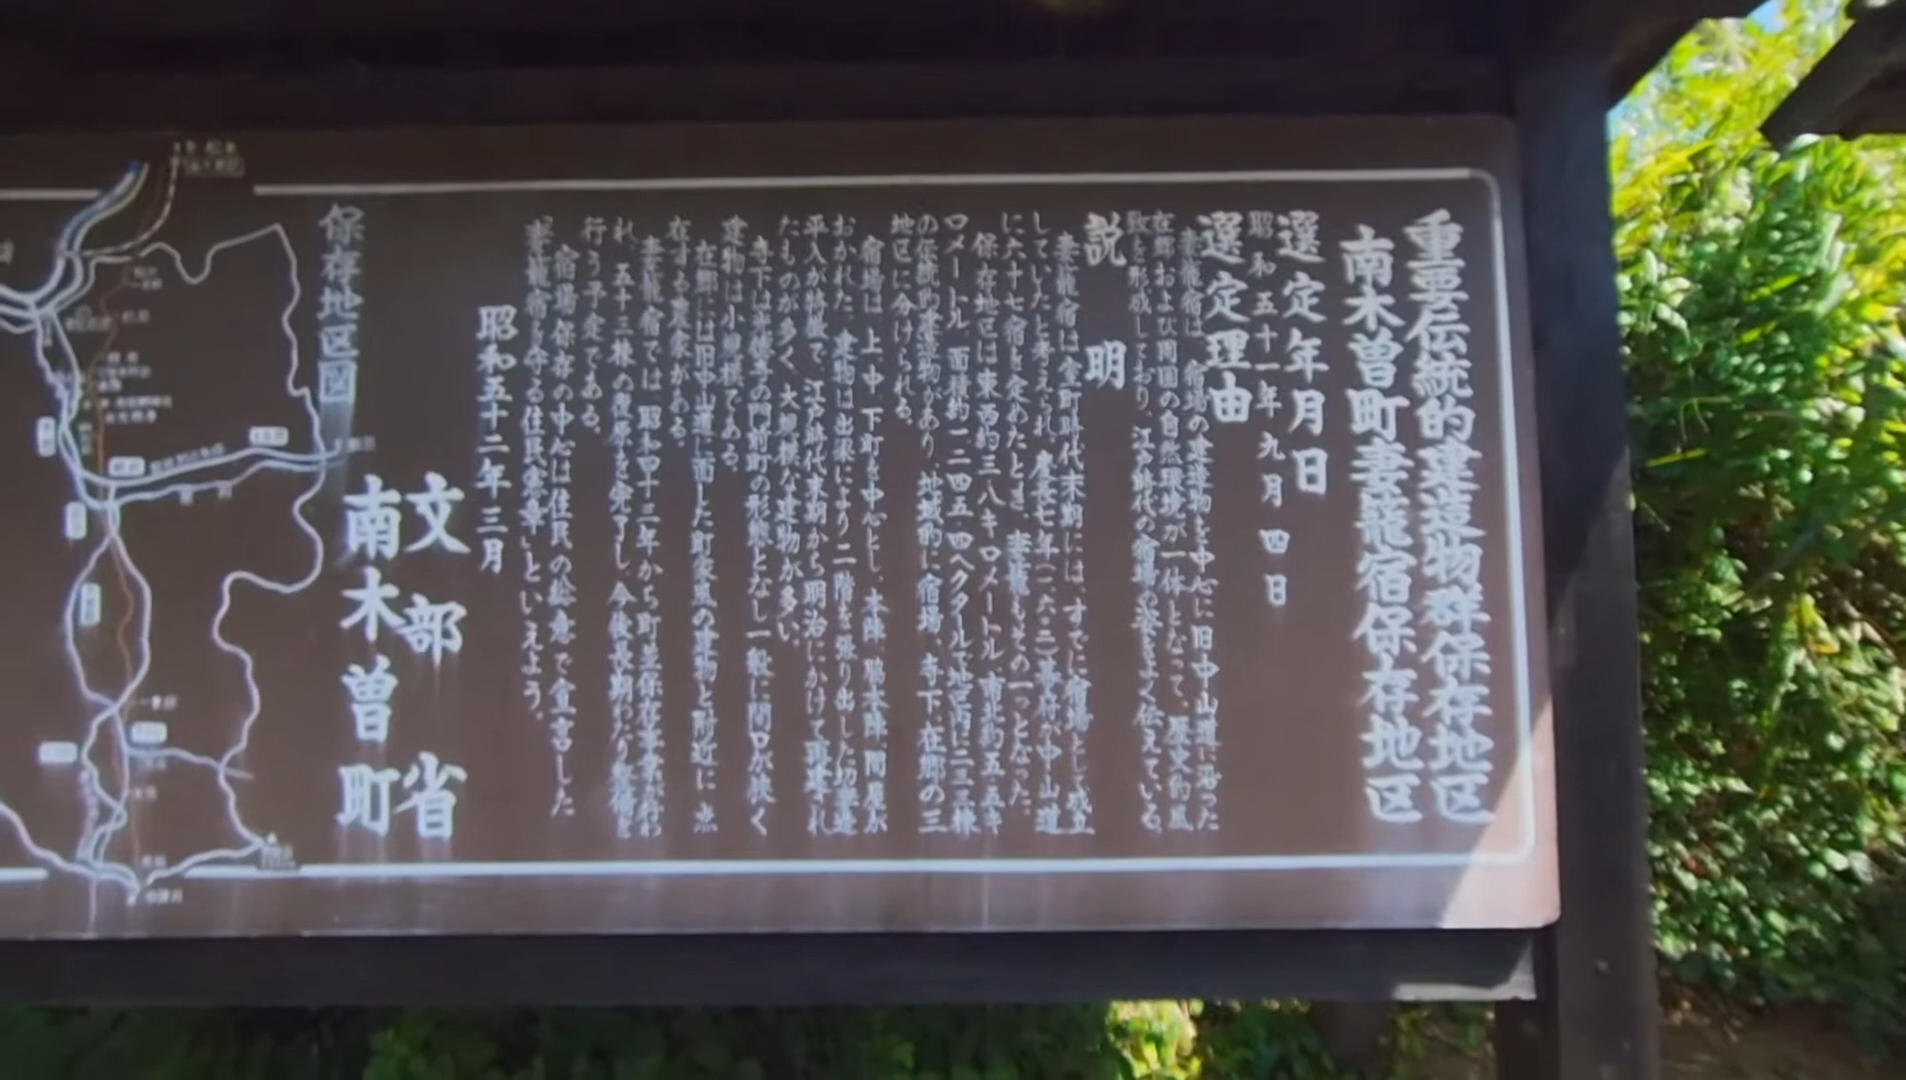 重要伝統的建造物群保存地区
南木曽町妻籠宿保存地区
選定年月日
昭和五十一年九月四日
選定理由
妻籠宿は、宿場の建造物を中心に旧中山道に沿った
在郷および周囲の自然環境が一体となって、歴史的風
致を形成しており、江戸時代の宿場の姿をよく伝えている。
説明
妻籠宿は室町時代末期には、すでに宿場として成立
していたと考えられ、慶長七年(一六〇二)幕府が中山道
に六十七宿を定めたとき、妻籠もその一つとなった。
保存地区は東西約三・八キロメートル、南北約五・五キ
ロメートル、面積約一、二四五・四ヘクタールで地区内に二三三棟
の伝統的建造物があり、地域的に宿場、寺下、在郷の三
地区に分けられる。
宿場は、上・中・下町を中心とし、本陣、脇本陣、問屋が
おかれた。建物は出梁により二階を張り出した切妻造
平入が特徴で、江戸時代末期から明治にかけて再建され
たものが多く、大規模な建物が多い。
寺下は光徳寺の門前町の形態となし一般に間口が狭く
建物は小規模である。
在郷には旧中山道に面した町家風の建物と附近に点
在する農家がある。
妻籠宿では、昭和四十三年から町並保存事業が行わ
れ、五十三棟の復原を完了し、今後長期わたり整備を
行う予定である。
宿場保存の中心は住民の総意で宣言した
「妻籠宿を守る住民憲章」といえよう。
昭和五十二年三月
文部省
南木曽町
保存地区図